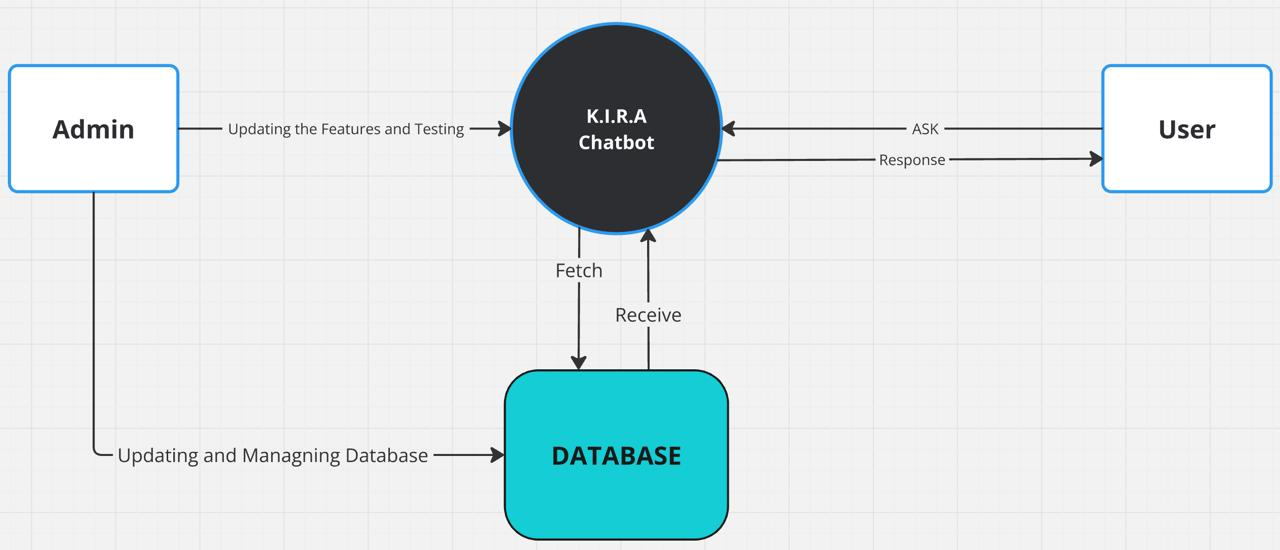 Admin
Updating the Features and Testing
K.I.R.A
Chatbot
ASK
Response
User
Fetch
Receive
Updating and Managning Database
DATABASE